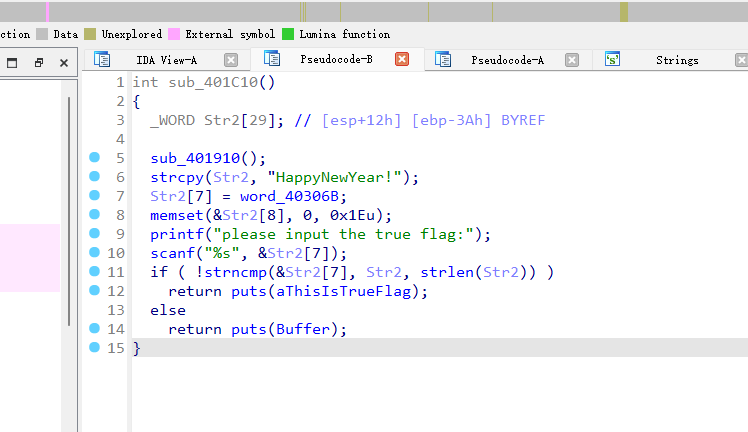 ction Data Unexplored External symbol Lumina function
IDA View-A Pseudocode-B Pseudocode-A 's' Strings
1 int sub_401C10()
2 {
3 _WORD Str2[29]; // [esp+12h] [ebp-3Ah] BYREF
4
5 sub_401910();
6 strcpy(Str2, "HappyNewYear!");
7 Str2[7] = word_40306B;
8 memset(&Str2[8], 0, 0x1Eu);
9 printf("please input the true flag:");
10 scanf("%s", &Str2[7]);
11 if ( !strncmp(&Str2[7], Str2, strlen(Str2)) )
12 return puts(aThisIsTrueFlag);
13 else
14 return puts(Buffer);
15 }